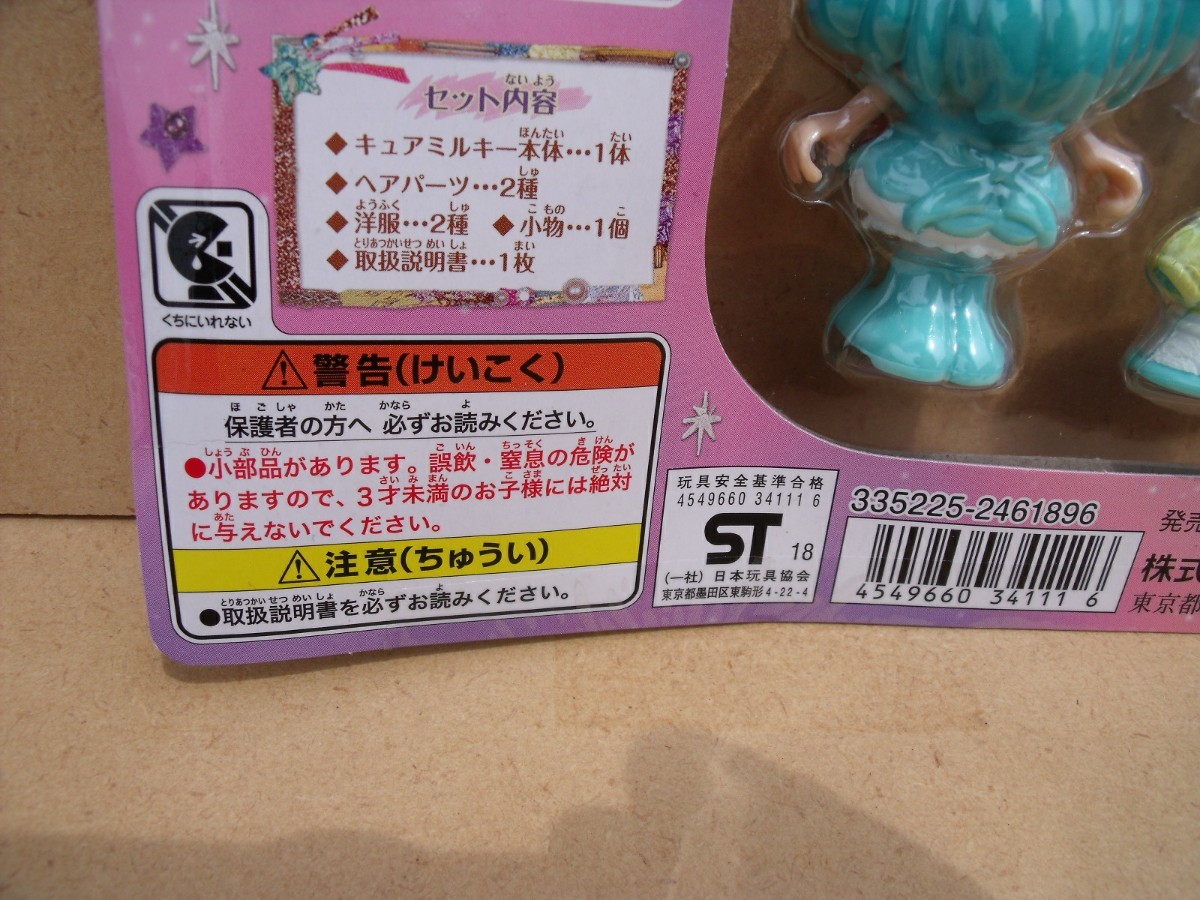 セット内容
ないよう
◆キュアミルキー本体…1体
ほんたい たい
◆ヘアパーツ…2種
しゅ
◆洋服…2種 ◆小物…1個
ようふく しゅ こもの こ
◆取扱説明書…1枚
とりあつかいせつめいしょ まい
くちにいれない
⚠警告(けいこく)
ほごしゃ かた かなら よ
保護者の方へ 必ずお読みください。
しょうぶひん ごいん ちっそく きけん
●小部品があります。誤飲・窒息の危険が
さいみまん こさま ぜったい
ありますので、3才未満のお子様には絶対
あた
に与えないでください。
⚠注意(ちゅうい)
とりあつかいせつめいしょ かなら よ
●取扱説明書を必ずお読みください。
玩具安全基準合格
4549660 34111 6
ST 18
(一社) 日本玩具協会
東京都墨田区東駒形4-22-4
335225-2461896
4549660 341116
発売
株式
東京都